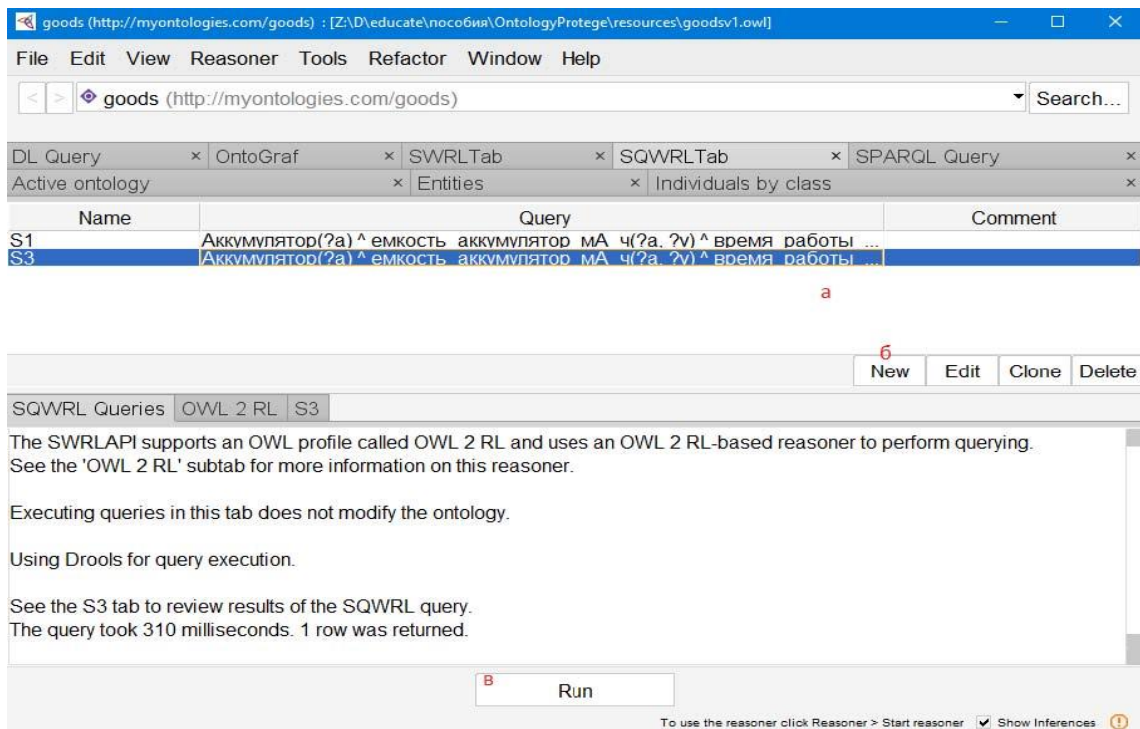 goods (http://myontologies.com/goods) : [Z:\D\educate\пособия\OntologyProtege\resources\goodsv1.owl]
File Edit View Reasoner Tools Refactor Window Help
< > goods (http://myontologies.com/goods) Search...
DL Query × OntoGraf × SWRLTab × SQWRLTab × SPARQL Query ×
Active ontology × Entities × Individuals by class ×
Name Query Comment
S1 Аккумулятор(?a) ^ емкость_аккумулятор_мА_ч(?a, ?v) ^ время_работы_...
S3 Аккумулятор(?a) ^ емкость_аккумулятор_мА_ч(?a, ?v) ^ время_работы_...
а
б
New Edit Clone Delete
SQWRL Queries OWL 2 RL S3
The SWRLAPI supports an OWL profile called OWL 2 RL and uses an OWL 2 RL-based reasoner to perform querying.
See the 'OWL 2 RL' subtab for more information on this reasoner.
Executing queries in this tab does not modify the ontology.
Using Drools for query execution.
See the S3 tab to review results of the SQWRL query.
The query took 310 milliseconds. 1 row was returned.
в Run
To use the reasoner click Reasoner > Start reasoner Show Inferences